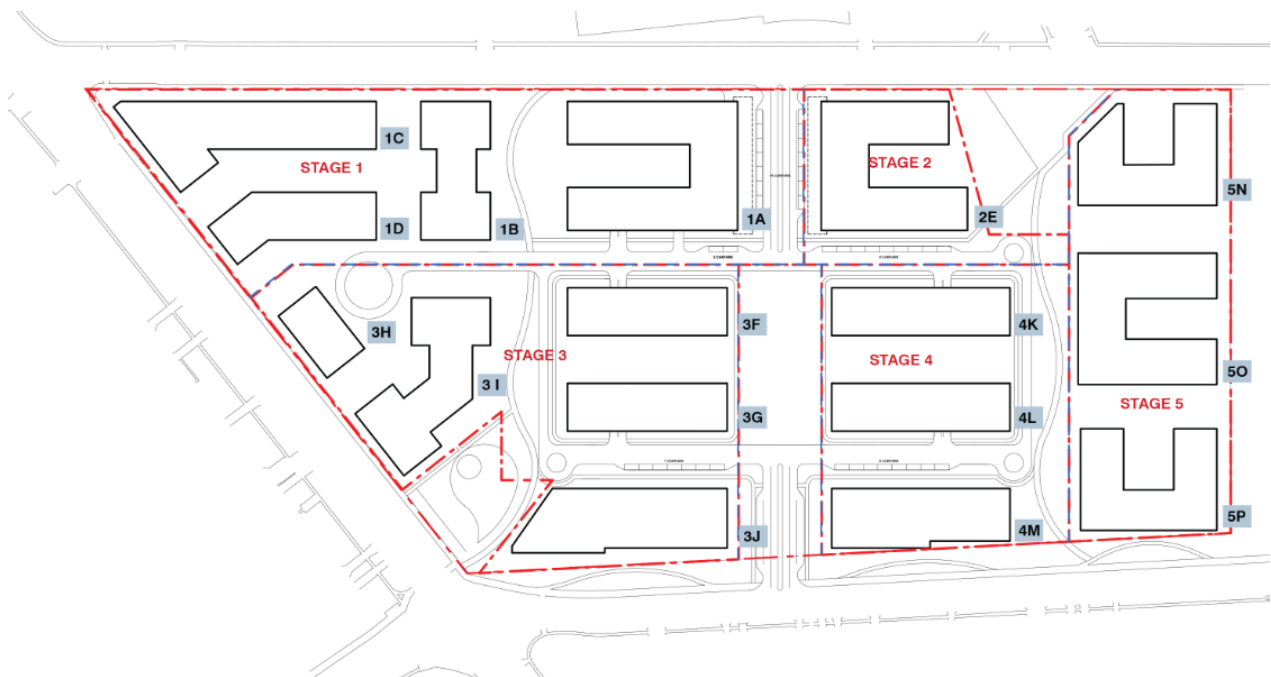 1C
STAGE 1
STAGE 2
5N
1D
1B
1A
2E
3F
4K
3H
STAGE 3
STAGE 4
3 I
5O
STAGE 5
3G
4L
3J
4M
5P